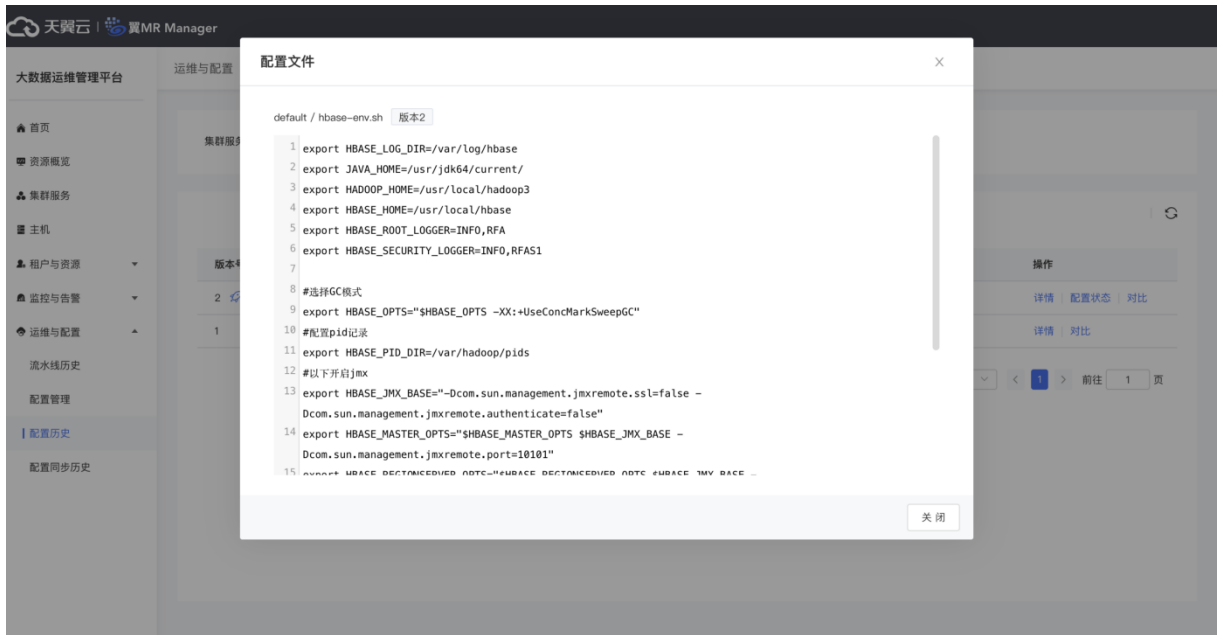 天翼云 | 翼MR Manager
大数据运维管理平台
首页
资源概览
集群服务
主机
租户与资源
监控与告警
运维与配置
流水线历史
配置管理
配置历史
配置同步历史
运维与配置
集群服务
版本号
2
1
操作
详情 配置状态 对比
详情 对比
1 前往 1 页
配置文件
default / hbase-env.sh 版本2
1 export HBASE_LOG_DIR=/var/log/hbase
2 export JAVA_HOME=/usr/jdk64/current/
3 export HADOOP_HOME=/usr/local/hadoop3
4 export HBASE_HOME=/usr/local/hbase
5 export HBASE_ROOT_LOGGER=INFO,RFA
6 export HBASE_SECURITY_LOGGER=INFO,RFAS1
7
8 #选择GC模式
9 export HBASE_OPTS="$HBASE_OPTS -XX:+UseConcMarkSweepGC"
10 #配置pid记录
11 export HBASE_PID_DIR=/var/hadoop/pids
12 #以下开启jmx
13 export HBASE_JMX_BASE="-Dcom.sun.management.jmxremote.ssl=false -
Dcom.sun.management.jmxremote.authenticate=false"
14 export HBASE_MASTER_OPTS="$HBASE_MASTER_OPTS $HBASE_JMX_BASE -
Dcom.sun.management.jmxremote.port=10101"
15 export HBASE_REGIONSERVER_OPTS="$HBASE_REGIONSERVER_OPTS $HBASE_JMX_BASE -
关 闭